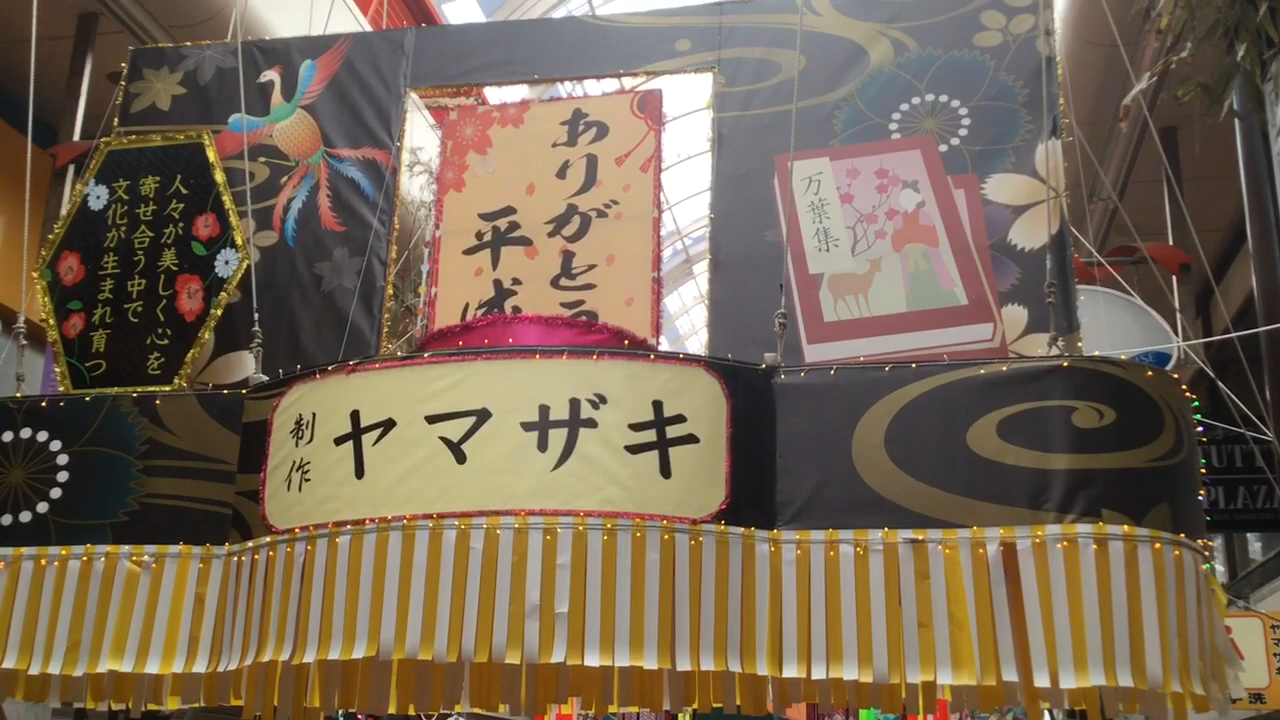 人々が美しく心を
寄せ合う中で
文化が生まれ育つ
ありがとう
平成
万葉集
制作
ヤマザキ